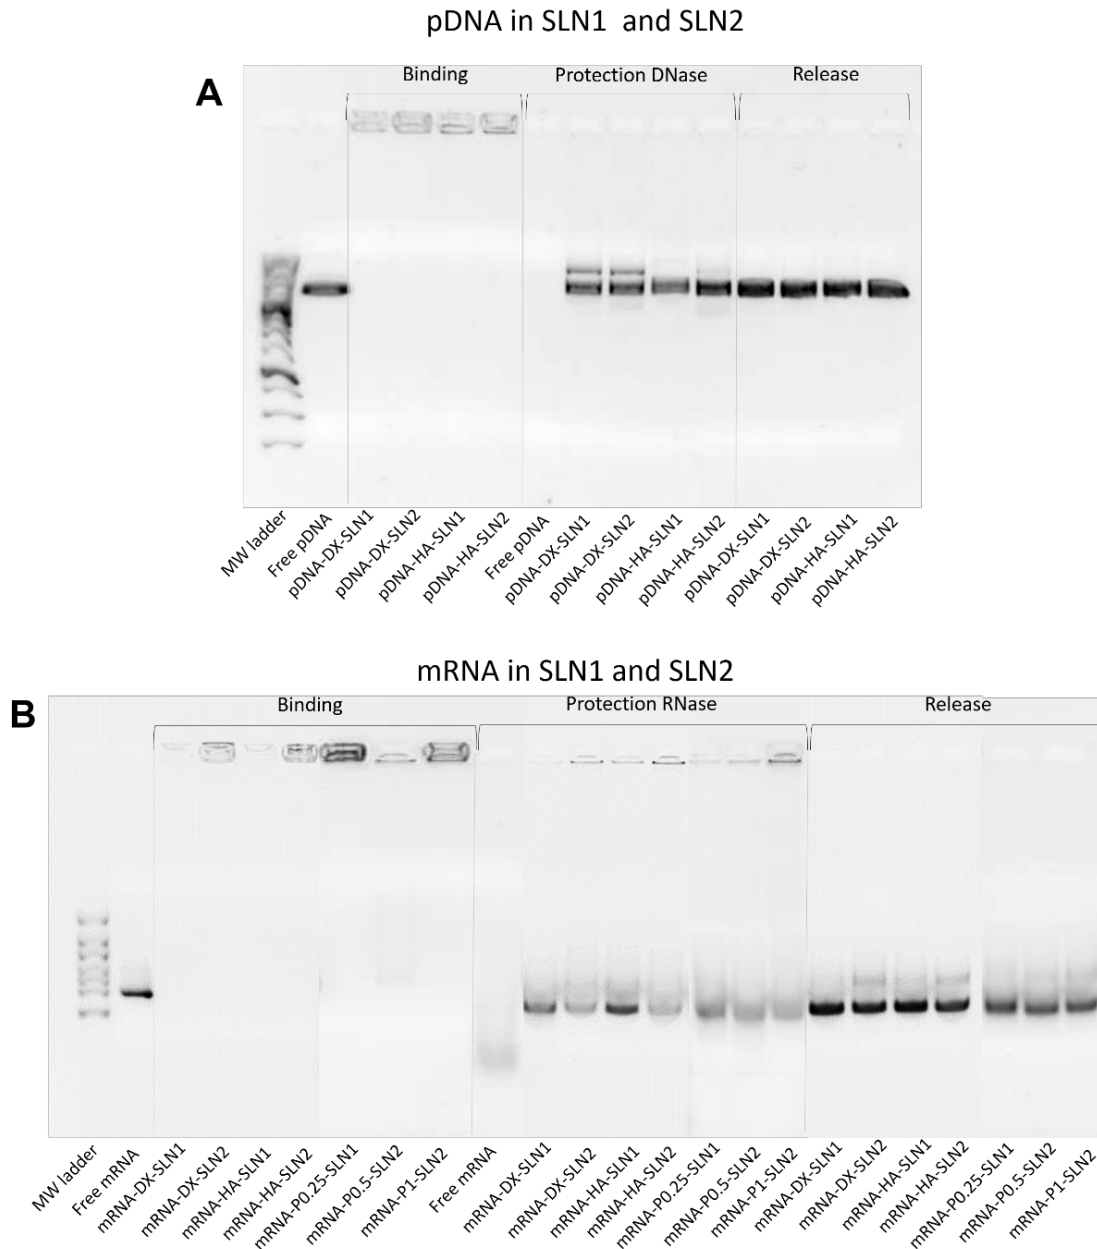 pDNA in SLN1 and SLN2
A
Binding
Protection DNase
Release
MW ladder
Free pDNA
pDNA-DX-SLN1
pDNA-DX-SLN2
pDNA-HA-SLN1
pDNA-HA-SLN2
Free pDNA
pDNA-DX-SLN1
pDNA-DX-SLN2
pDNA-HA-SLN1
pDNA-HA-SLN2
pDNA-DX-SLN1
pDNA-DX-SLN2
pDNA-HA-SLN1
pDNA-HA-SLN2
mRNA in SLN1 and SLN2
B
Binding
Protection RNase
Release
MW ladder
Free mRNA
mRNA-DX-SLN1
mRNA-DX-SLN2
mRNA-HA-SLN1
mRNA-HA-SLN2
mRNA-P0.25-SLN1
mRNA-P0.5-SLN2
mRNA-P1-SLN2
Free mRNA
mRNA-DX-SLN1
mRNA-DX-SLN2
mRNA-HA-SLN1
mRNA-HA-SLN2
mRNA-P0.25-SLN1
mRNA-P0.5-SLN2
mRNA-P1-SLN2
mRNA-DX-SLN1
mRNA-DX-SLN2
mRNA-HA-SLN1
mRNA-HA-SLN2
mRNA-P0.25-SLN1
mRNA-P0.5-SLN2
mRNA-P1-SLN2